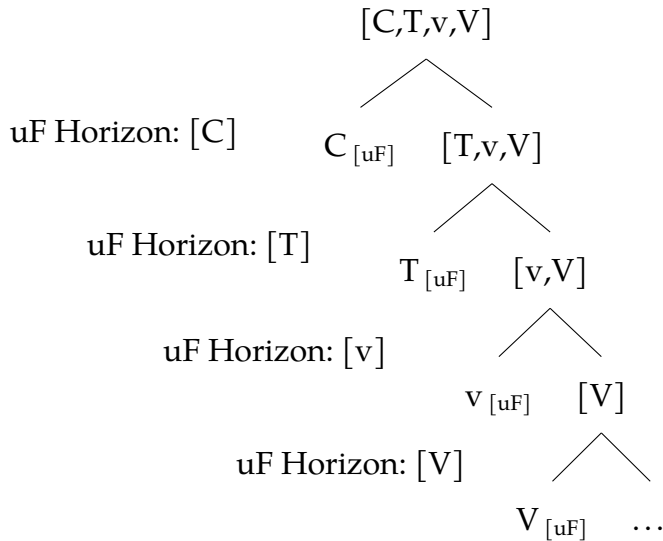 [C,T,v,V]
uF Horizon: [C] C [uF] [T,v,V]
uF Horizon: [T] T [uF] [v,V]
uF Horizon: [v] v [uF] [V]
uF Horizon: [V] V [uF] ...